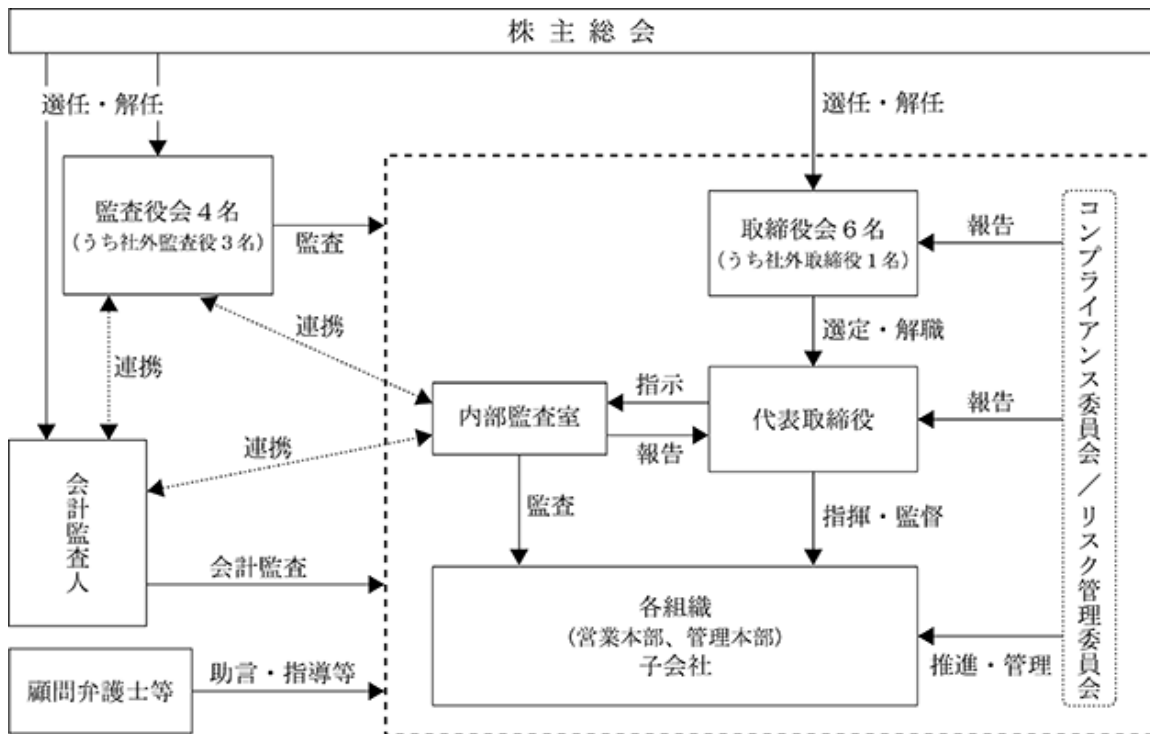 株主総会
選任・解任
選任・解任
監査役会4名
（うち社外監査役3名）
監査
取締役会6名
（うち社外取締役1名）
報告
コンプライアンス委員会／リスク管理委員会
連携
連携
選定・解職
内部監査室
指示
報告
代表取締役
報告
連携
会計監査人
監査
指揮・監督
会計監査
各組織
（営業本部、管理本部）
子会社
推進・管理
顧問弁護士等
助言・指導等